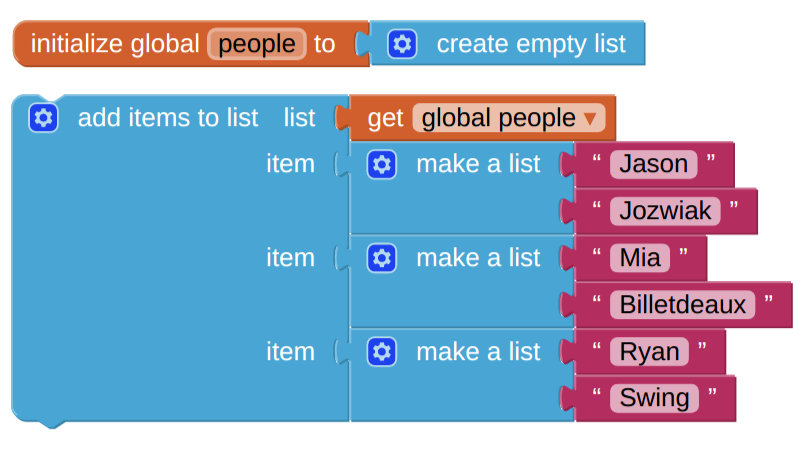 initialize global people to create empty list
add items to list list get global people ▼
item make a list “ Jason ”
“ Jozwiak ”
item make a list “ Mia ”
“ Billetdeaux ”
item make a list “ Ryan ”
“ Swing ”